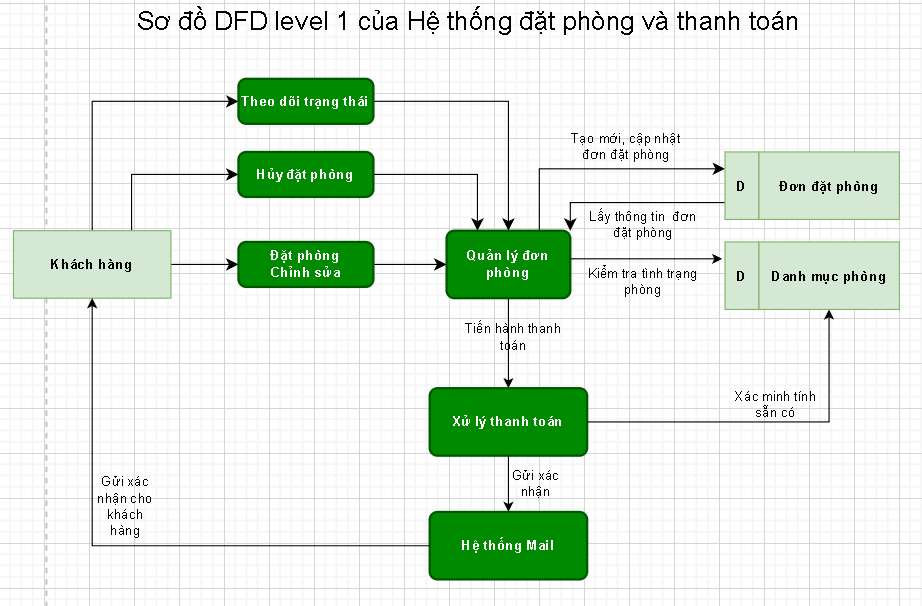 Sơ đồ DFD level 1 của Hệ thống đặt phòng và thanh toán
Theo dõi trạng thái
Tạo mới, cập nhật
đơn đặt phòng
Hủy đặt phòng
D
Đơn đặt phòng
Lấy thông tin đơn
đặt phòng
Khách hàng
Đặt phòng
Chỉnh sửa
Quản lý đơn
phòng
Kiểm tra tình trạng
phòng
D
Danh mục phòng
Tiến hành thanh
toán
Xử lý thanh toán
Xác minh tính
sẵn có
Gửi xác
nhận
Gửi xác
nhận cho
khách
hàng
Hệ thống Mail